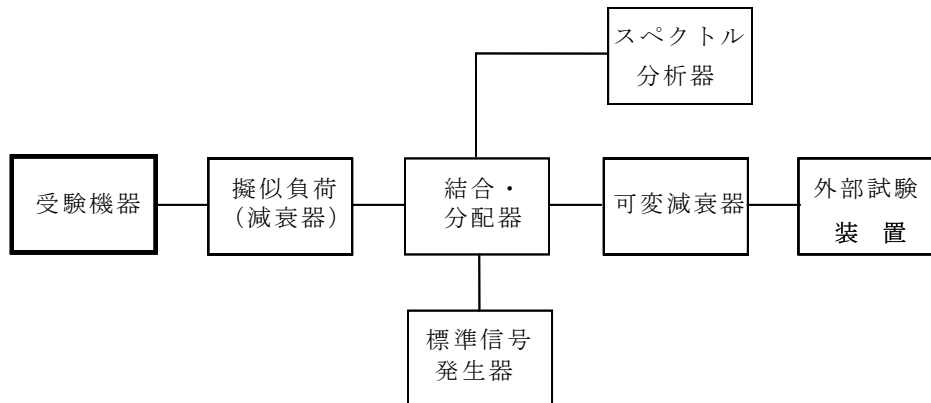 スペクトル
分析器
受験機器
擬似負荷
(減衰器)
結合・
分配器
可変減衰器
外部試験
装 置
標準信号
発生器